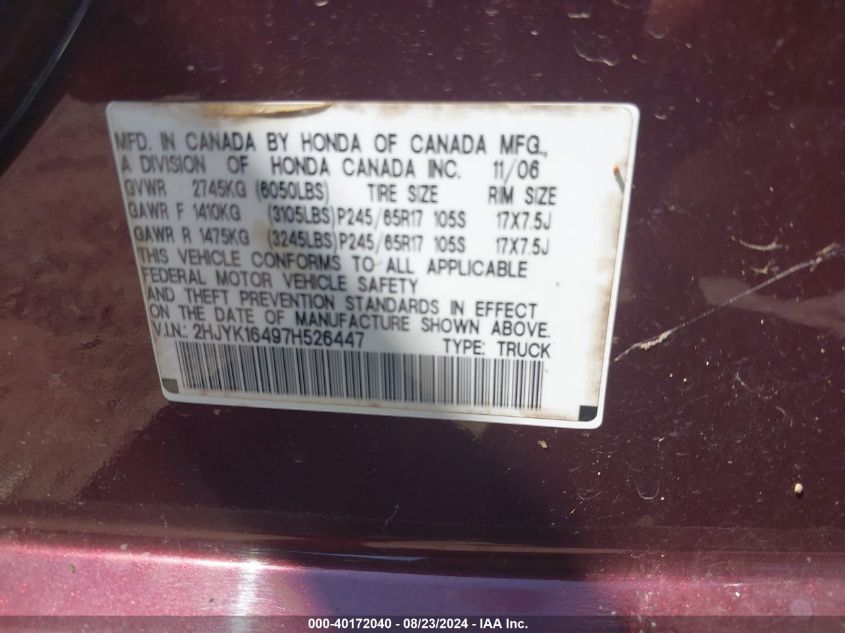 MFD. IN CANADA BY HONDA OF CANADA MFG.,
A DIVISION OF HONDA CANADA INC. 11/06
GVWR 2745KG (6050LBS) TIRE SIZE RIM SIZE
GAWR F 1410KG (3105LBS) P245/65R17 105S 17X7.5J
GAWR R 1475KG (3245LBS) P245/65R17 105S 17X7.5J
THIS VEHICLE CONFORMS TO ALL APPLICABLE
FEDERAL MOTOR VEHICLE SAFETY
AND THEFT PREVENTION STANDARDS IN EFFECT
ON THE DATE OF MANUFACTURE SHOWN ABOVE.
V.I.N.: 2HJYK16497H526447 TYPE: TRUCK
000-40172040 - 08/23/2024 - IAA Inc.